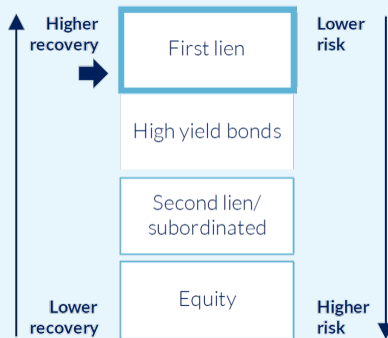 Higher
recovery
Lower
risk
First lien
High yield bonds
Second lien/
subordinated
Equity
Lower
recovery
Higher
risk